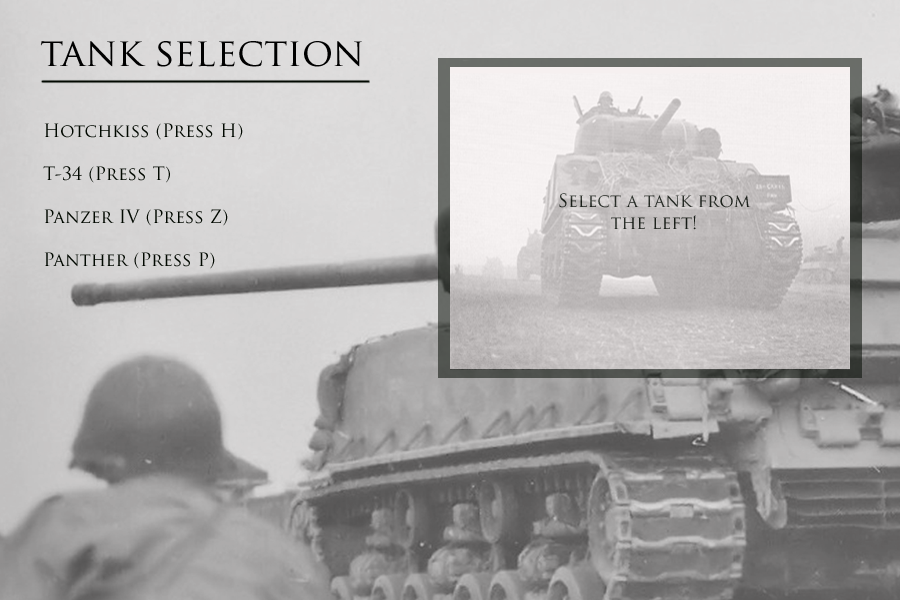 TANK SELECTION
HOTCHKISS (PRESS H)
T-34 (PRESS T)
PANZER IV (PRESS Z)
PANTHER (PRESS P)
SELECT A TANK FROM
THE LEFT!